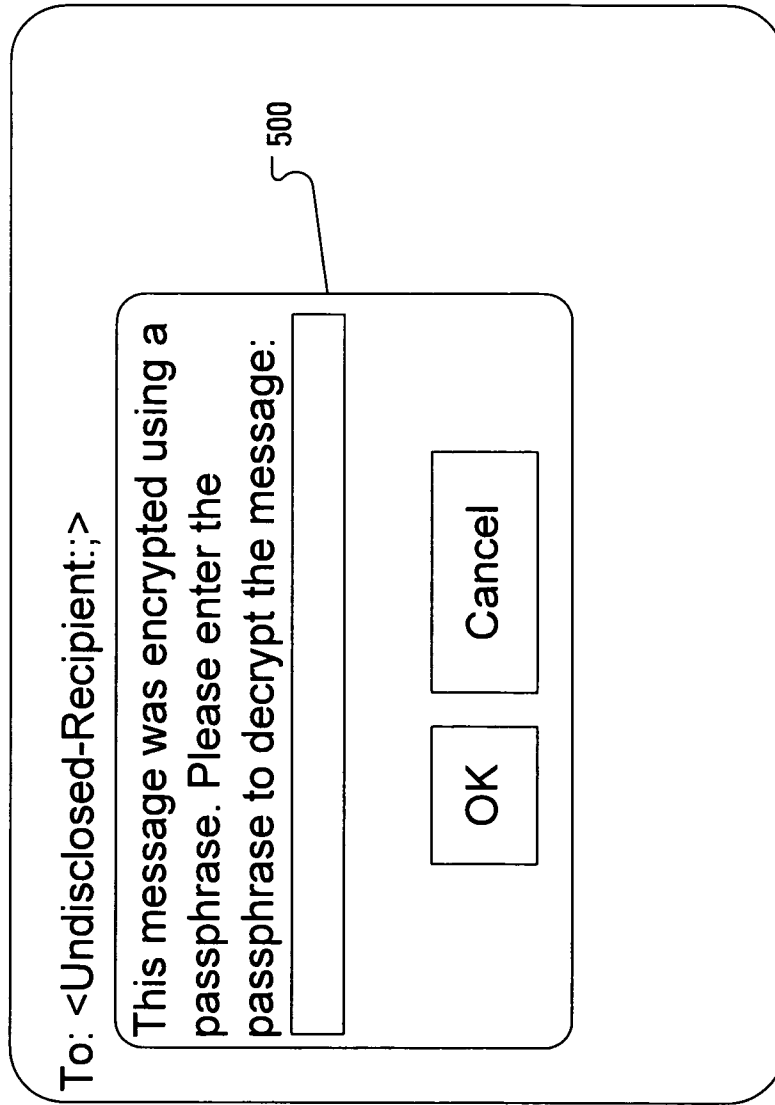 To: <Undisclosed-Recipient:;>
This message was encrypted using a
passphrase. Please enter the
passphrase to decrypt the message:
500
OK
Cancel